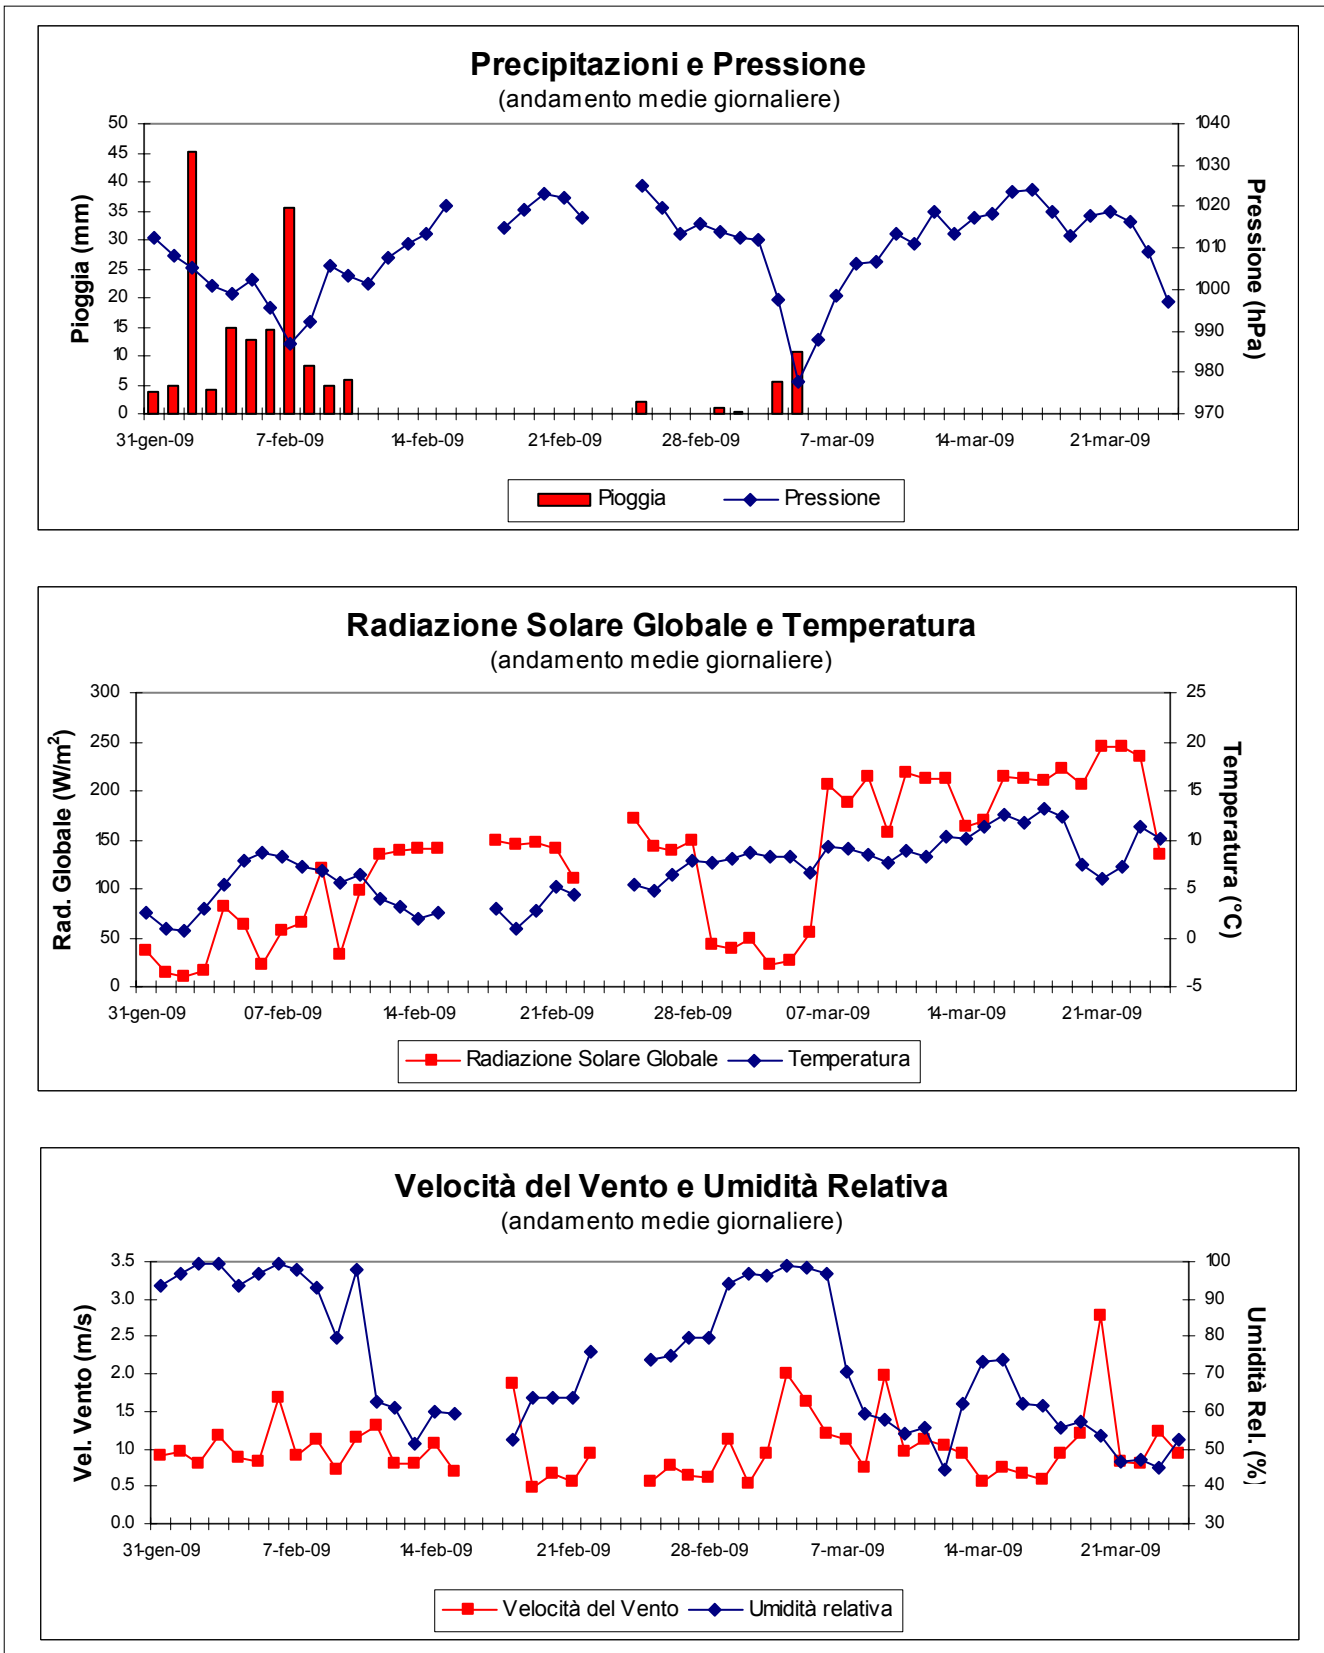 Precipitazioni e Pressione
(andamento medie giornaliere)
Pioggia (mm)
50
45
40
35
30
25
20
15
10
5
0
1040
1030
1020
1010
1000
990
980
970
Pressione (hPa)
31-gen-09 7-feb-09 14-feb-09 21-feb-09 28-feb-09 7-mar-09 14-mar-09 21-mar-09
Pioggia Pressione
Radiazione Solare Globale e Temperatura
(andamento medie giornaliere)
Rad. Globale (W/m²)
300
250
200
150
100
50
0
25
20
15
10
5
0
-5
Temperatura (°C)
31-gen-09 07-feb-09 14-feb-09 21-feb-09 28-feb-09 07-mar-09 14-mar-09 21-mar-09
Radiazione Solare Globale Temperatura
Velocità del Vento e Umidità Relativa
(andamento medie giornaliere)
Vel. Vento (m/s)
3.5
3.0
2.5
2.0
1.5
1.0
0.5
0.0
100
90
80
70
60
50
40
30
Umidità Rel. (%)
31-gen-09 7-feb-09 14-feb-09 21-feb-09 28-feb-09 7-mar-09 14-mar-09 21-mar-09
Velocità del Vento Umidità relativa